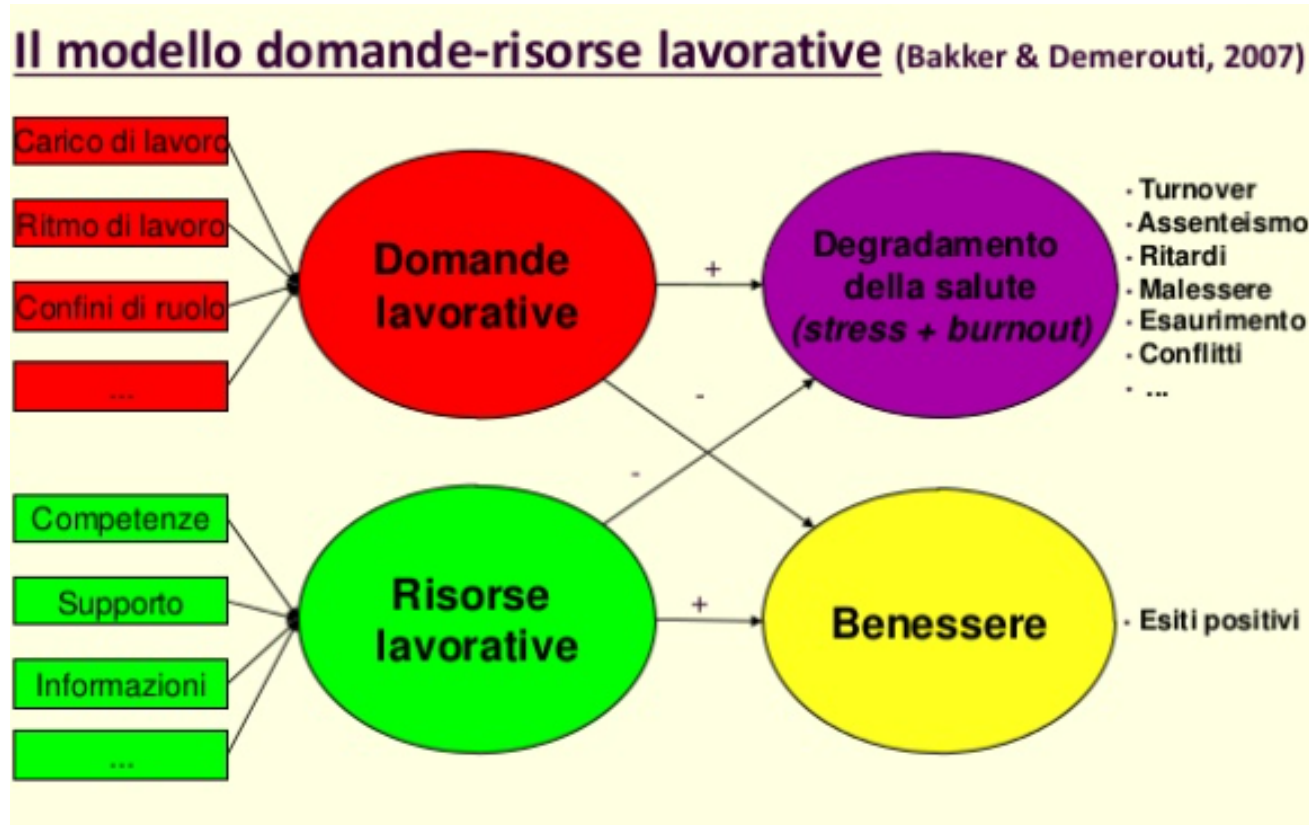 Il modello domande-risorse lavorative (Bakker & Demerouti, 2007)
Carico di lavoro
Ritmo di lavoro
Confini di ruolo
...
Domande
lavorative
+
-
Degradamento
della salute
(stress + burnout)
· Turnover
· Assenteismo
· Ritardi
· Malessere
· Esaurimento
· Conflitti
· ...
Competenze
Supporto
Informazioni
...
Risorse
lavorative
-
+
Benessere
· Esiti positivi